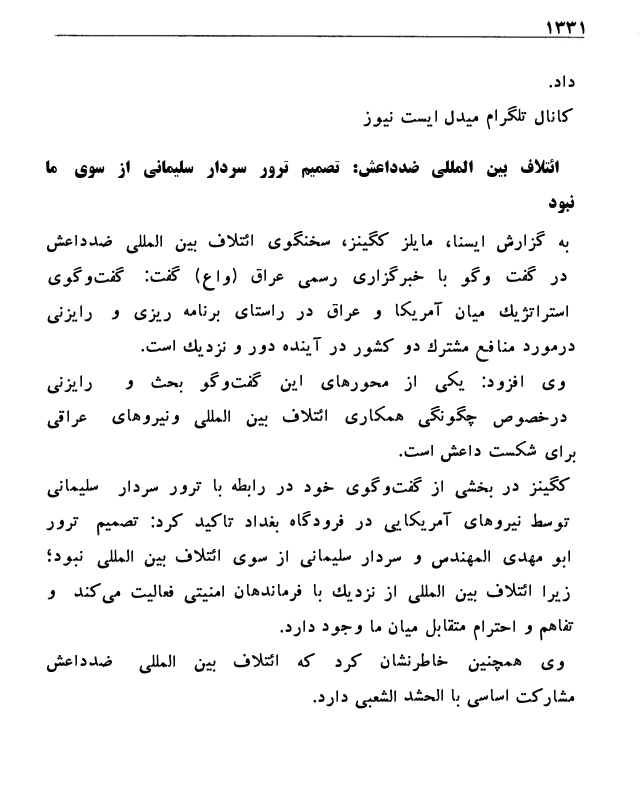 ۱۳۳۱
داد.
کانال تلگرام میدل ایست نیوز
ائتلاف بین المللی ضدداعش: تصمیم ترور سردار سلیمانی از سوی ما
نبود
به گزارش ایسنا، مایلز کگینز، سخنگوی ائتلاف بین المللی ضدداعش
در گفت وگو با خبرگزاری رسمی عراق (واع) گفت: گفت‌وگوی
استراتژیك میان آمریکا و عراق در راستای برنامه ریزی و رایزنی
درمورد منافع مشترك دو کشور در آینده دور و نزدیك است.
وی افزود: یکی از محورهای این گفت‌وگو بحث و رایزنی
درخصوص چگونگی همکاری ائتلاف بین المللی ونیروهای عراقی
برای شکست داعش است.
کگینز در بخشی از گفت‌وگوی خود در رابطه با ترور سردار سلیمانی
توسط نیروهای آمریکایی در فرودگاه بغداد تاکید کرد: تصمیم ترور
ابو مهدی المهندس و سردار سلیمانی از سوی ائتلاف بین المللی نبود؛
زیرا ائتلاف بین المللی از نزدیك با فرماندهان امنیتی فعالیت می‌کند و
تفاهم و احترام متقابل میان ما وجود دارد.
وی همچنین خاطرنشان کرد که ائتلاف بین المللی ضدداعش
مشارکت اساسی با الحشد الشعبی دارد.